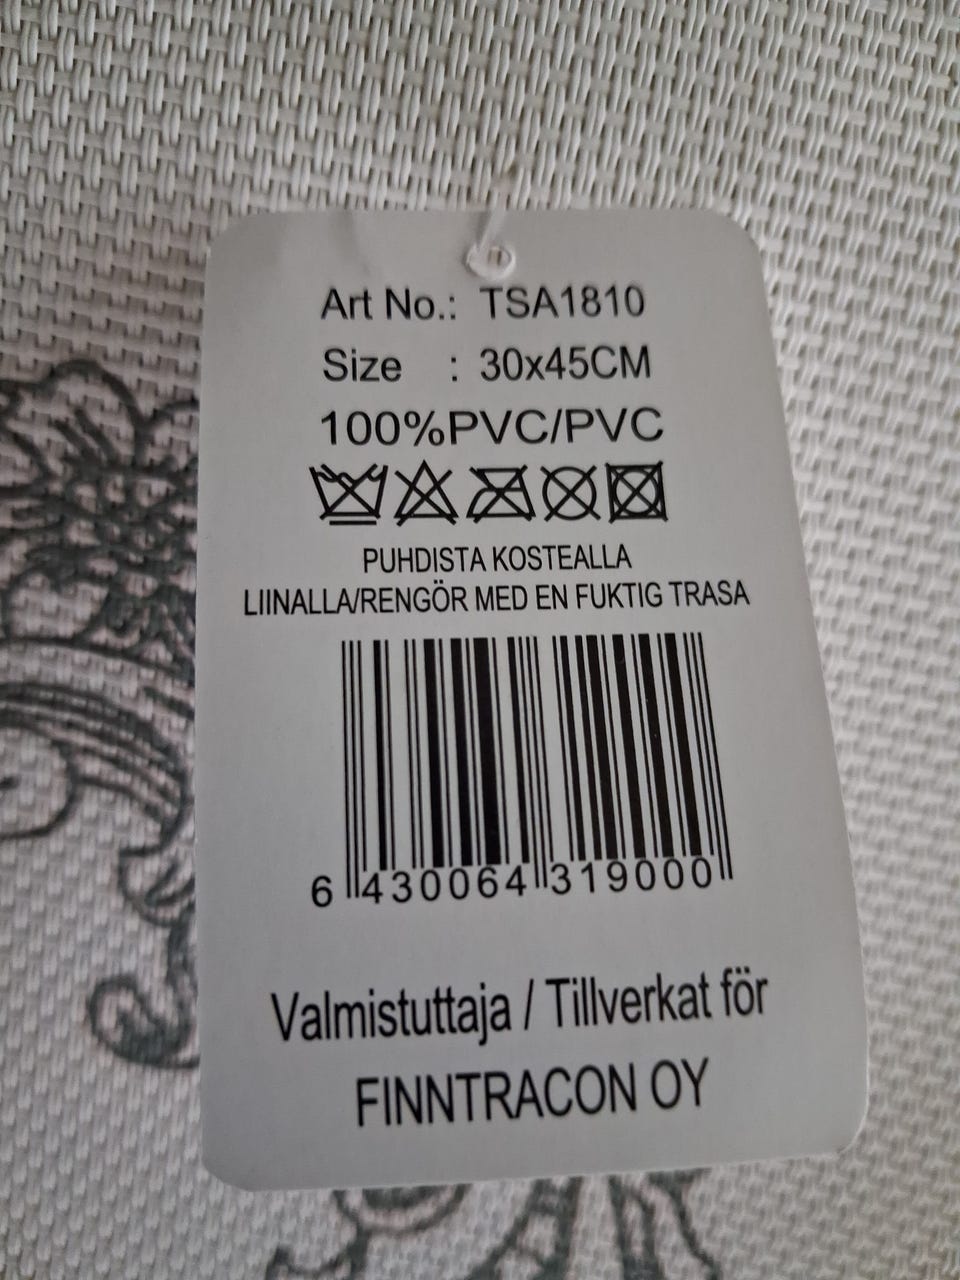 Art No.: TSA1810
Size : 30x45CM
100%PVC/PVC
PUHDISTA KOSTEALLA
LIINALLA/RENGÖR MED EN FUKTIG TRASA
6 430064 319000
Valmistuttaja / Tillverkat för
FINNTRACON OY